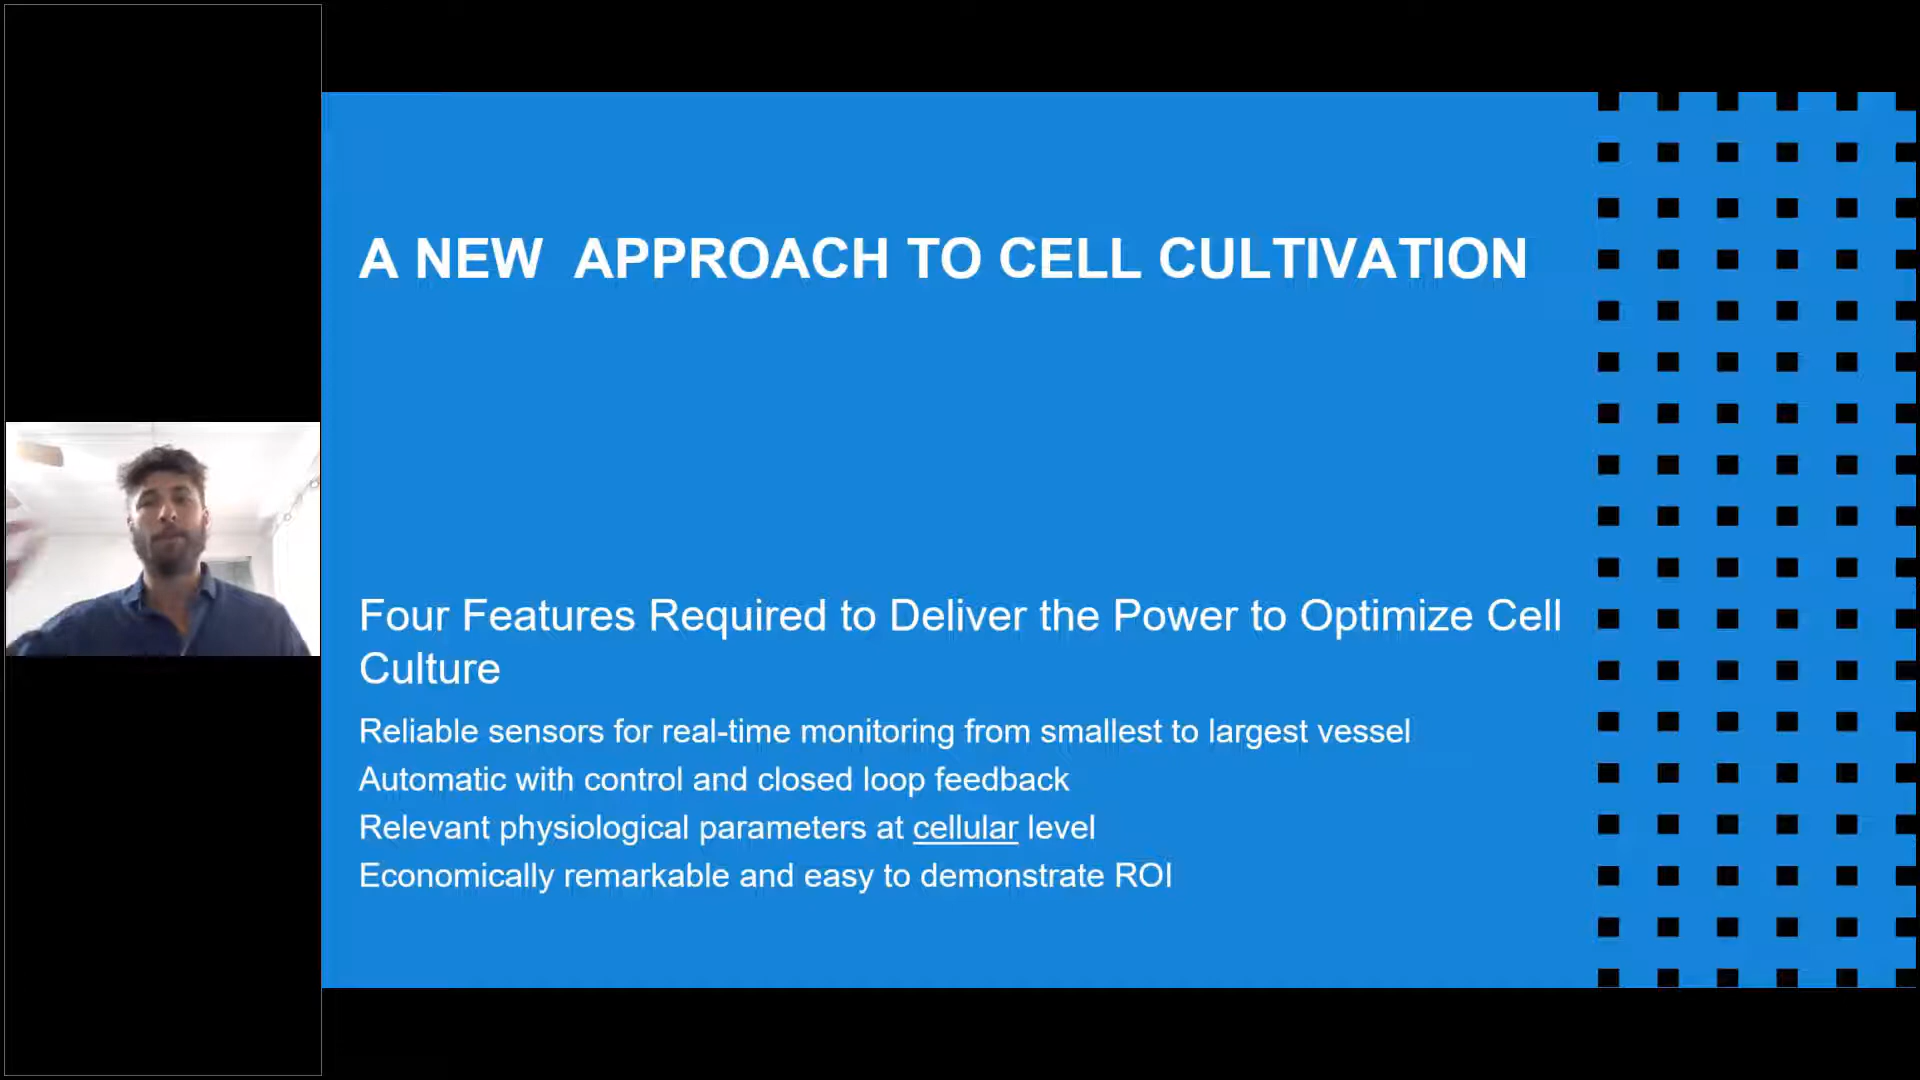 A NEW  APPROACH TO CELL CULTIVATION
Four Features Required to Deliver the Power to Optimize Cell
Culture
Reliable sensors for real-time monitoring from smallest to largest vessel
Automatic with control and closed loop feedback
Relevant physiological parameters at cellular level
Economically remarkable and easy to demonstrate ROI